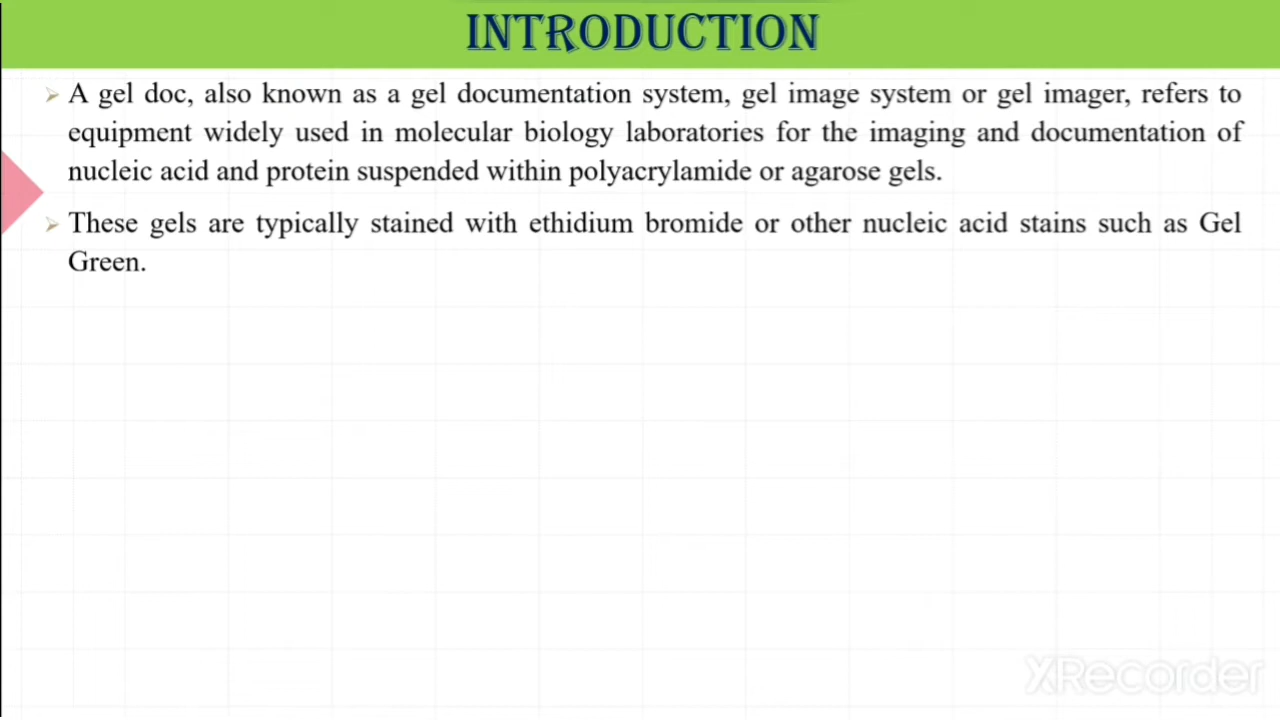 INTRODUCTION
A gel doc, also known as a gel documentation system, gel image system or gel imager, refers to
equipment widely used in molecular biology laboratories for the imaging and documentation of
nucleic acid and protein suspended within polyacrylamide or agarose gels.
These gels are typically stained with ethidium bromide or other nucleic acid stains such as Gel
Green.
XRecorder